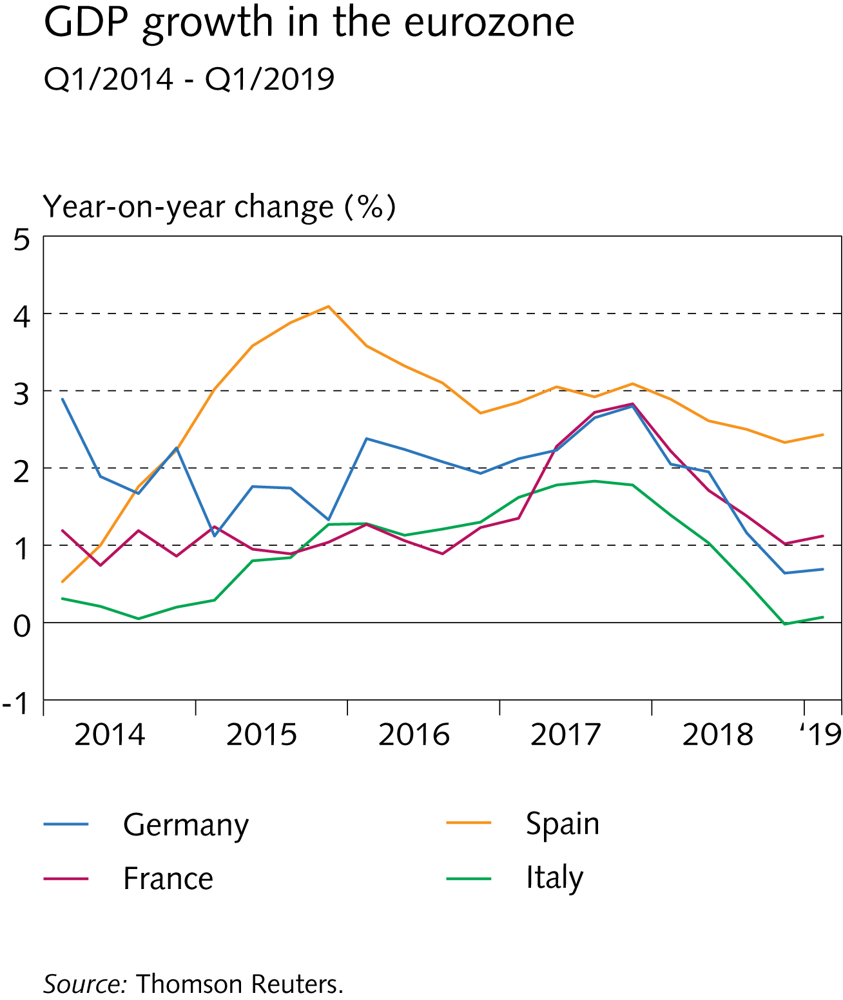 GDP growth in the eurozone
Q1/2014 - Q1/2019
Year-on-year change (%)
5
4
3
2
1
0
-1
2014 2015 2016 2017 2018 ‘19
Germany Spain
France Italy
Source: Thomson Reuters.